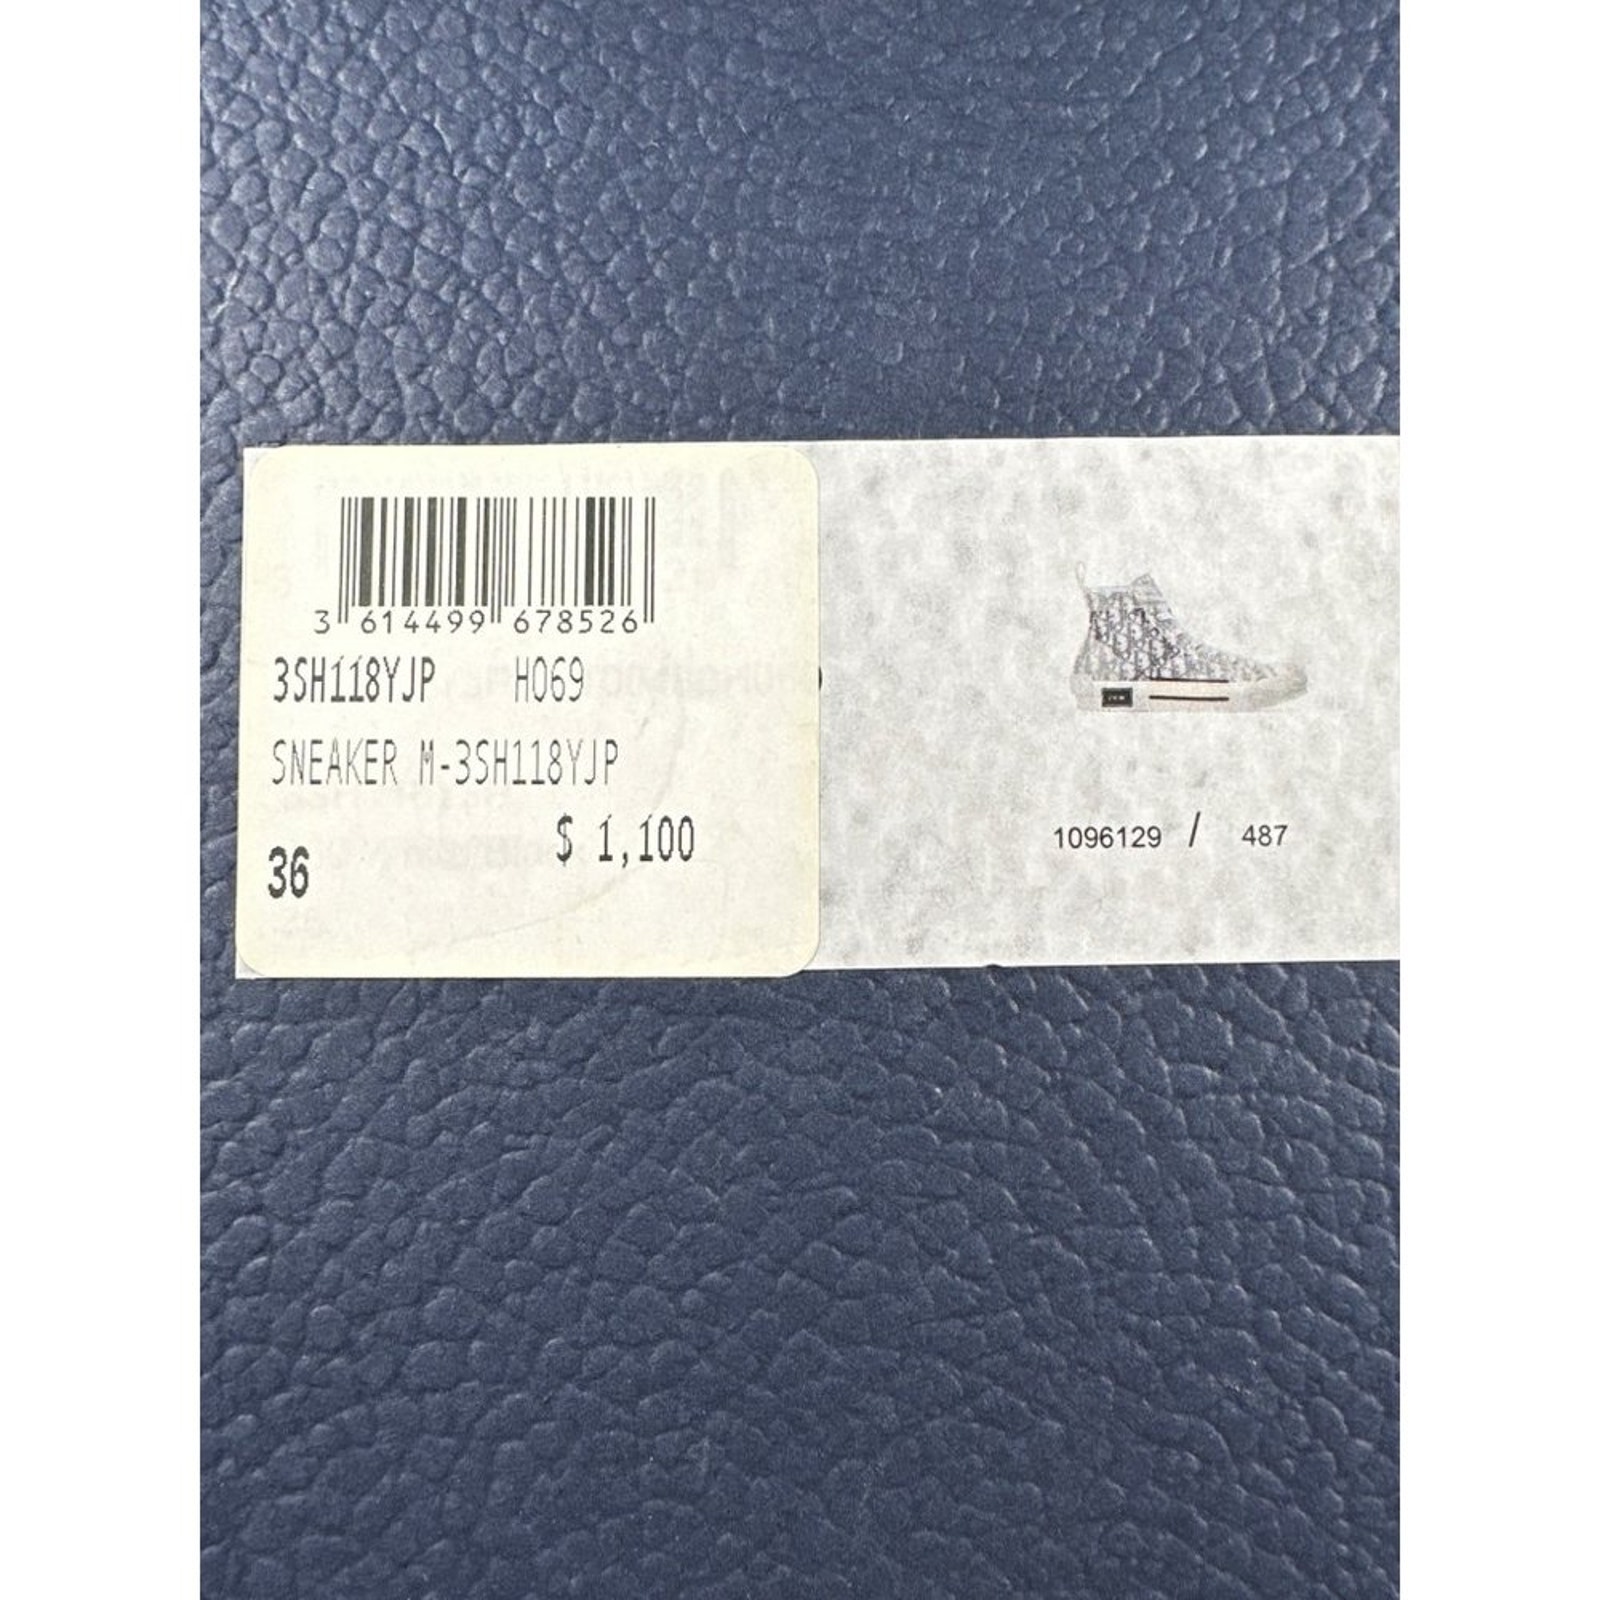 3 614499 678526
3SH118YJP H069
SNEAKER M-3SH118YJP
$ 1,100
36
1096129 / 487